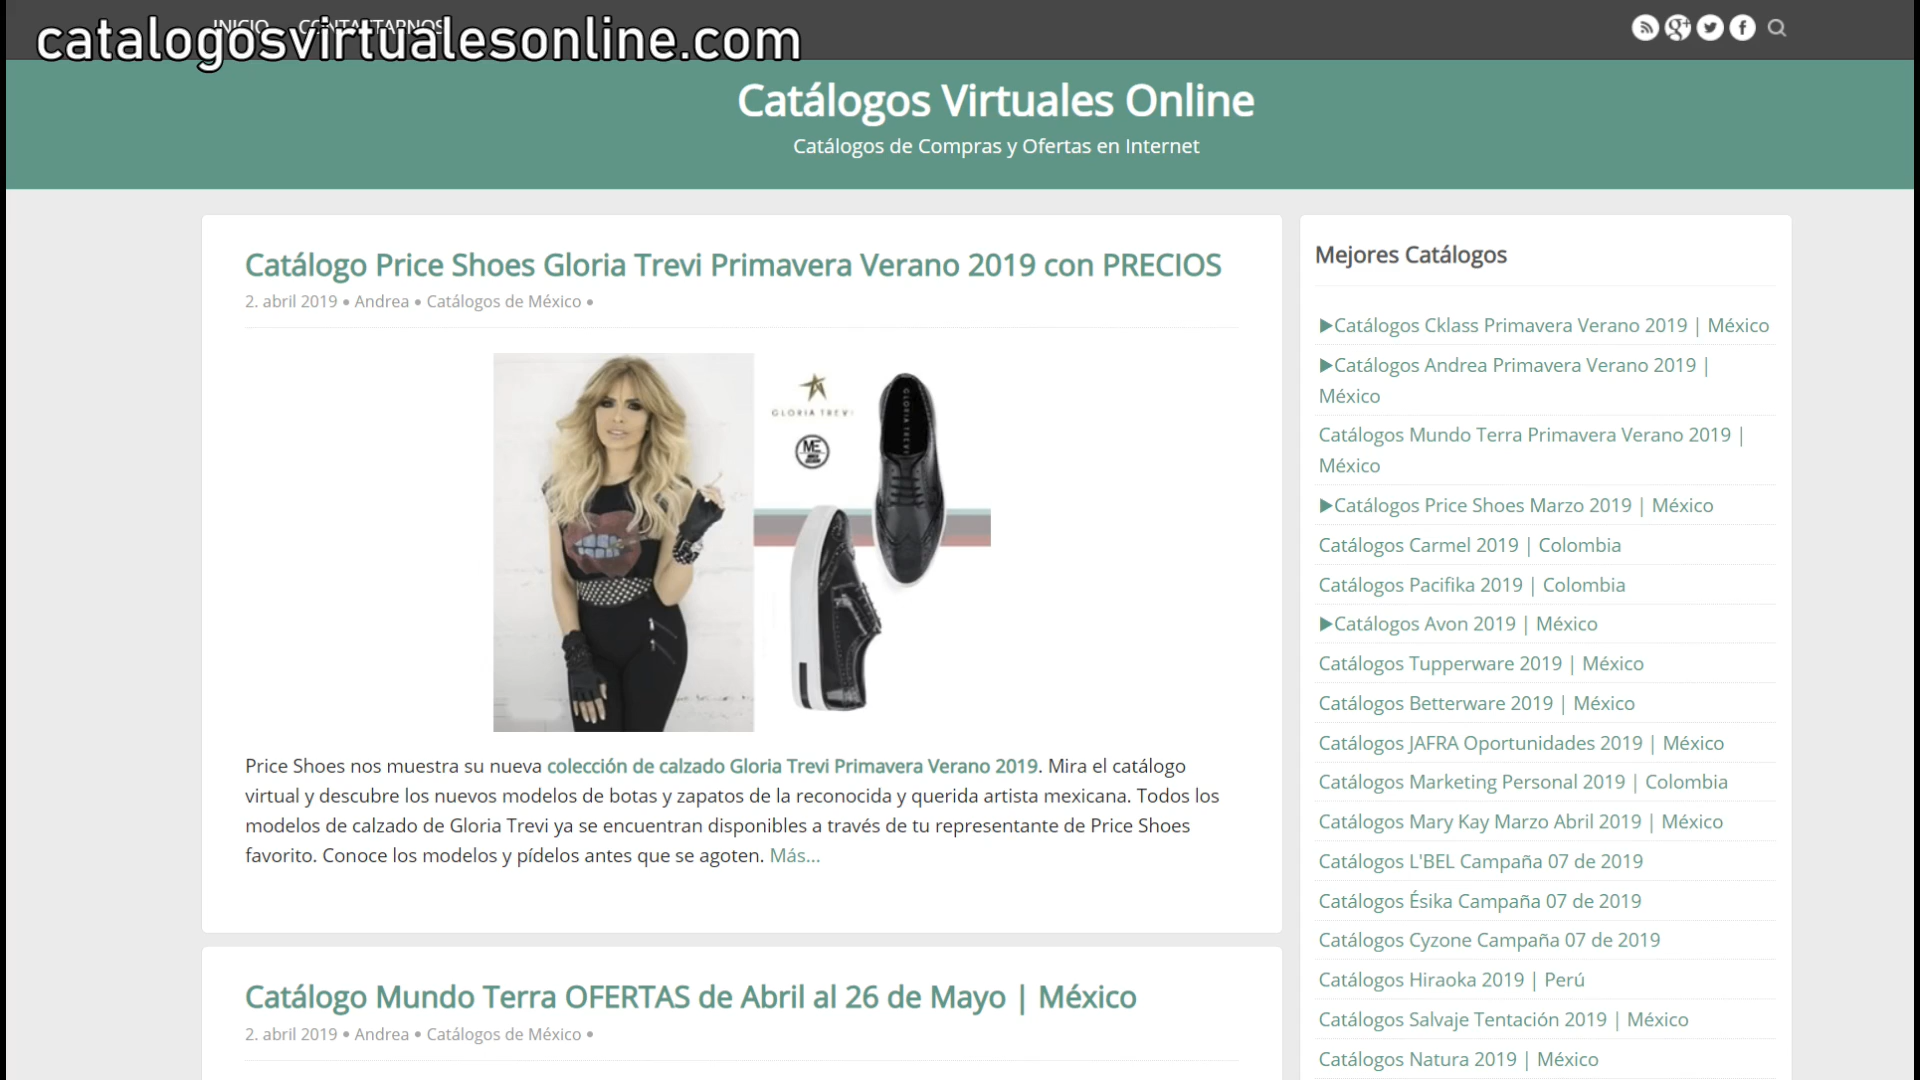 INICIO CONTACTARNOS
catalogosvirtualesonline.com
Catálogos Virtuales Online
Catálogos de Compras y Ofertas en Internet
Catálogo Price Shoes Gloria Trevi Primavera Verano 2019 con PRECIOS
2. abril 2019 • Andrea • Catálogos de México •
GLORIA TREVI
ME
GLORIA TREVI
Price Shoes nos muestra su nueva colección de calzado Gloria Trevi Primavera Verano 2019. Mira el catálogo
virtual y descubre los nuevos modelos de botas y zapatos de la reconocida y querida artista mexicana. Todos los
modelos de calzado de Gloria Trevi ya se encuentran disponibles a través de tu representante de Price Shoes
favorito. Conoce los modelos y pídelos antes que se agoten. Más...
Catálogo Mundo Terra OFERTAS de Abril al 26 de Mayo | México
2. abril 2019 • Andrea • Catálogos de México •
Mejores Catálogos
▶Catálogos Cklass Primavera Verano 2019 | México
▶Catálogos Andrea Primavera Verano 2019 |
México
Catálogos Mundo Terra Primavera Verano 2019 |
México
▶Catálogos Price Shoes Marzo 2019 | México
Catálogos Carmel 2019 | Colombia
Catálogos Pacifika 2019 | Colombia
▶Catálogos Avon 2019 | México
Catálogos Tupperware 2019 | México
Catálogos Betterware 2019 | México
Catálogos JAFRA Oportunidades 2019 | México
Catálogos Marketing Personal 2019 | Colombia
Catálogos Mary Kay Marzo Abril 2019 | México
Catálogos L'BEL Campaña 07 de 2019
Catálogos Ésika Campaña 07 de 2019
Catálogos Cyzone Campaña 07 de 2019
Catálogos Hiraoka 2019 | Perú
Catálogos Salvaje Tentación 2019 | México
Catálogos Natura 2019 | México